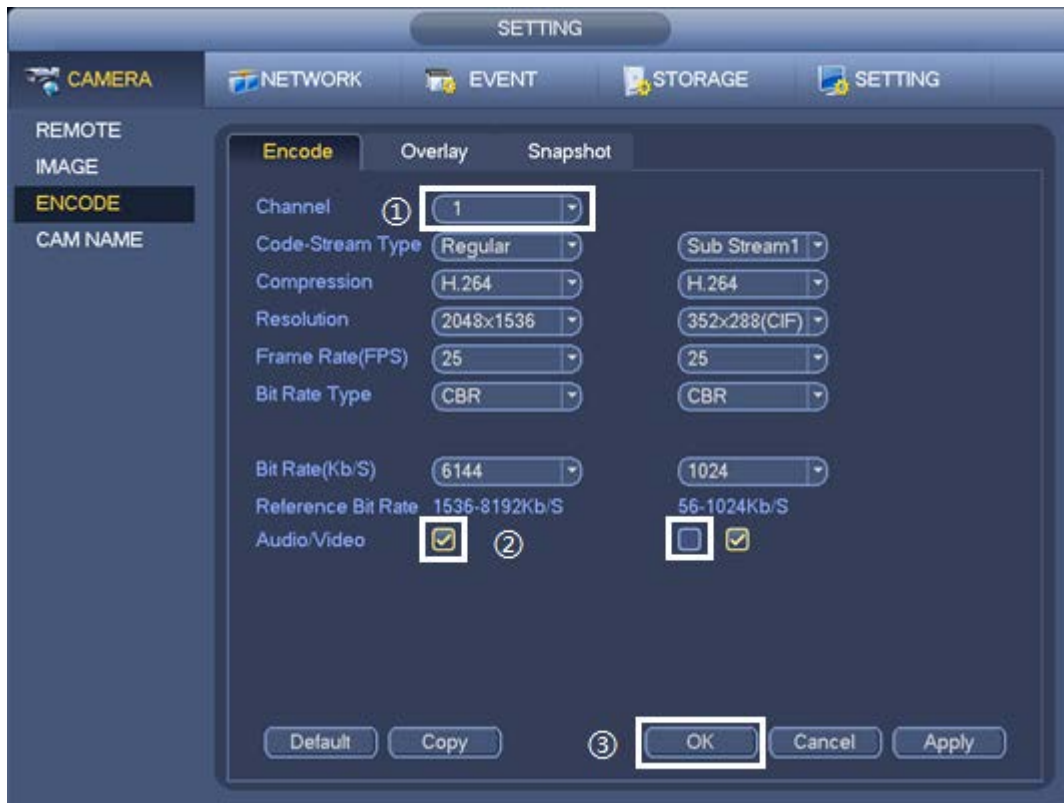 SETTING
CAMERA NETWORK EVENT STORAGE SETTING
REMOTE
IMAGE
ENCODE
CAM NAME
Encode Overlay Snapshot
Channel ① 1
Code-Stream Type Regular Sub Stream1
Compression H.264 H.264
Resolution 2048x1536 352x288(CIF)
Frame Rate(FPS) 25 25
Bit Rate Type CBR CBR
Bit Rate(Kb/S) 6144 1024
Reference Bit Rate 1536-8192Kb/S 56-1024Kb/S
Audio/Video ②
Default Copy ③ OK Cancel Apply